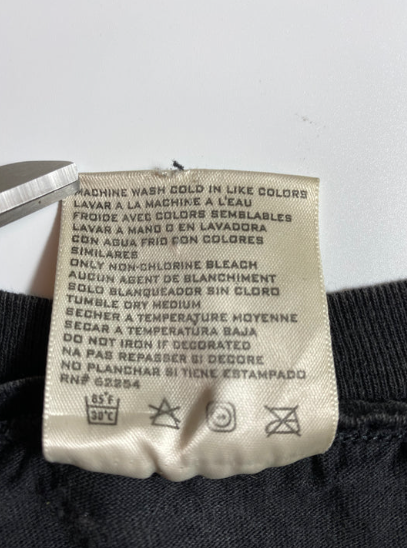 MACHINE WASH COLD IN LIKE COLORS
LAVAR A LA MACHINE A L'EAU
FROIDE AVEC COLORS SEMBLABLES
LAVAR A MANO O EN LAVADORA
CON AGUA FRIO CON COLORES
SIMILARES
ONLY NON-CHLORINE BLEACH
AUCUN AGENT DE BLANCHIMENT
SOLO BLANQUEADOR SIN CLORO
TUMBLE DRY MEDIUM
SECHER A TEMPERATJRE MOYENNE
SECAR A TEMPERATURA BAJA
DO NOT IRON IF DECORATED
NA PAS REPASSER SI DECORE
NO PLANCHAR SI TIENE ESTAMPADO
RN# 62254
85°F
30°C